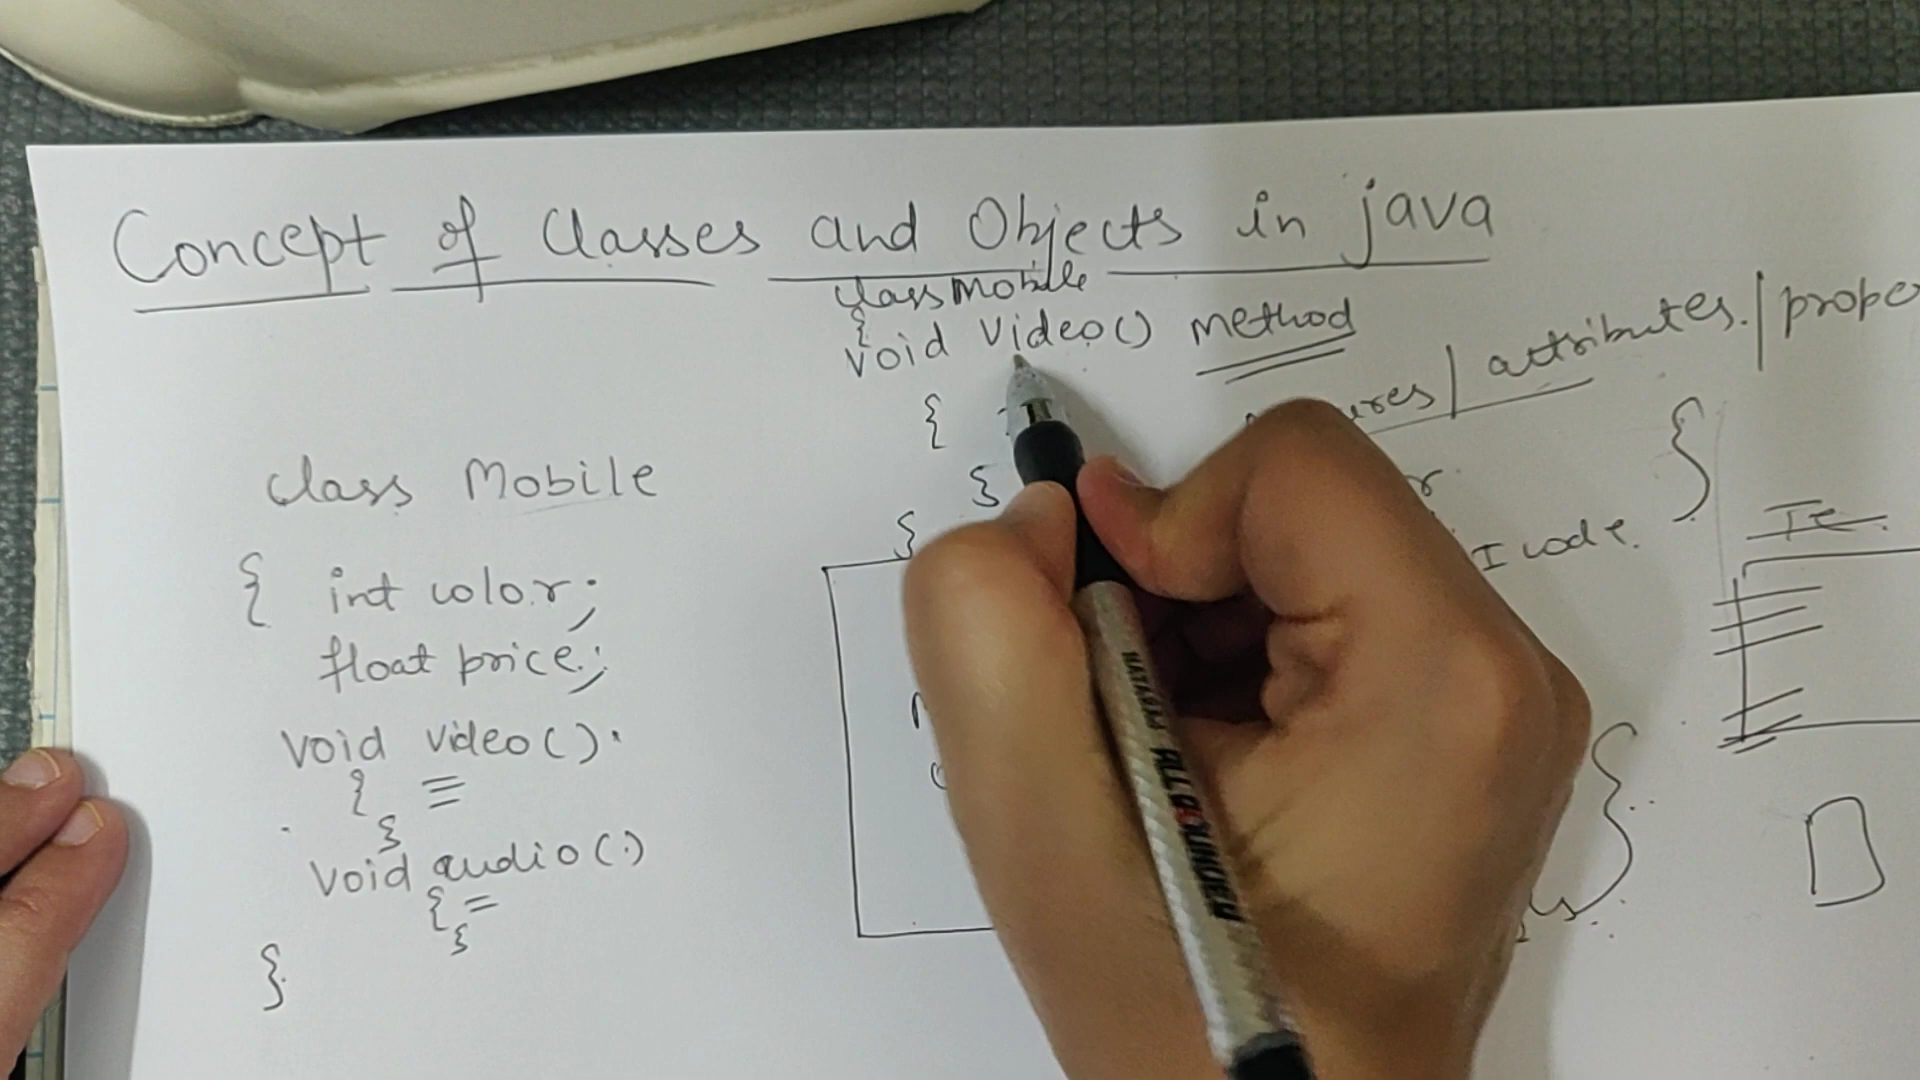 Concept of Classes and Objects in java
class Mobile
{
void Video() method
{
}
}
attributes. |
I code.
}
class Mobile
{ int color;
float price;
void video()
{ =
}
void audio()
{ =
}
}
}